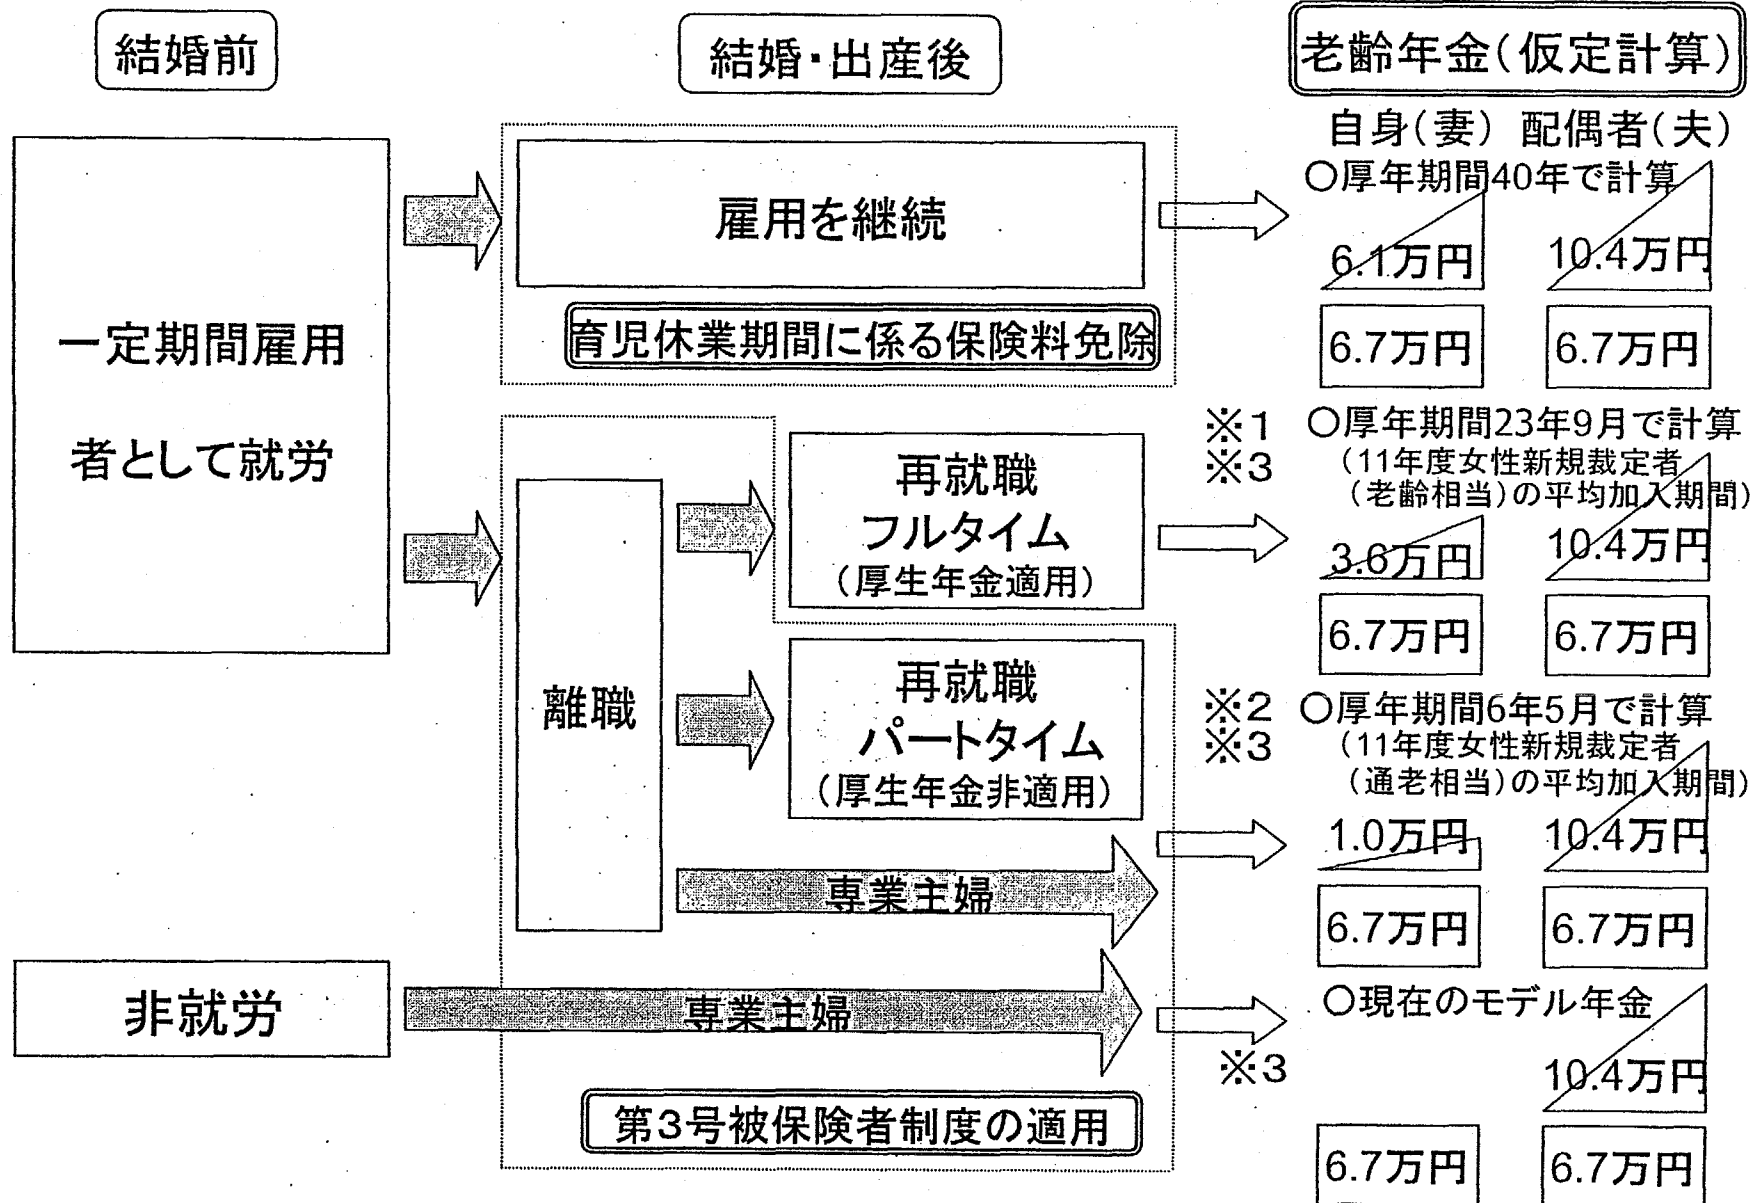 結婚前
結婚・出産後
老齢年金(仮定計算)
自身(妻) 配偶者(夫)
一定期間雇用
者として就労
雇用を継続
育児休業期間に係る保険料免除
○厚年期間40年で計算
6.1万円 10.4万円
6.7万円 6.7万円
離職
再就職
フルタイム
(厚生年金適用)
※1
※3
○厚年期間23年9月で計算
(11年度女性新規裁定者
(老齢相当)の平均加入期間)
3.6万円 10.4万円
6.7万円 6.7万円
再就職
パートタイム
(厚生年金非適用)
専業主婦
※2
※3
○厚年期間6年5月で計算
(11年度女性新規裁定者
(通老相当)の平均加入期間)
1.0万円 10.4万円
6.7万円 6.7万円
非就労
専業主婦
※3
○現在のモデル年金
10.4万円
6.7万円 6.7万円
第3号被保険者制度の適用